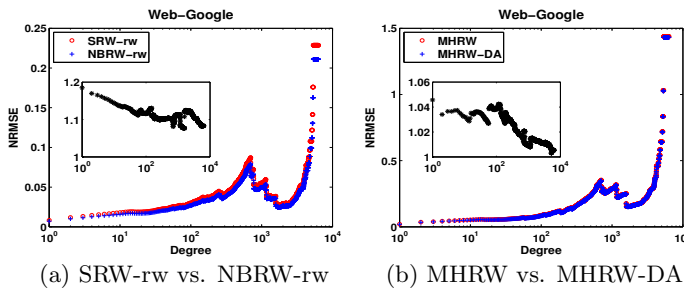 Web-Google
0.25
0.2
0.15
0.1
0.05
0
NRMSE
SRW-rw
NBRW-rw
1.2
1.1
1
10^0
10^2
10^4
10^0
10^1
10^2
10^3
10^4
Degree
(a) SRW-rw vs. NBRW-rw
Web-Google
1.5
1
0.5
0
NRMSE
MHRW
MHRW-DA
1.06
1.04
1.02
1
10^0
10^2
10^4
10^0
10^1
10^2
10^3
10^4
Degree
(b) MHRW vs. MHRW-DA